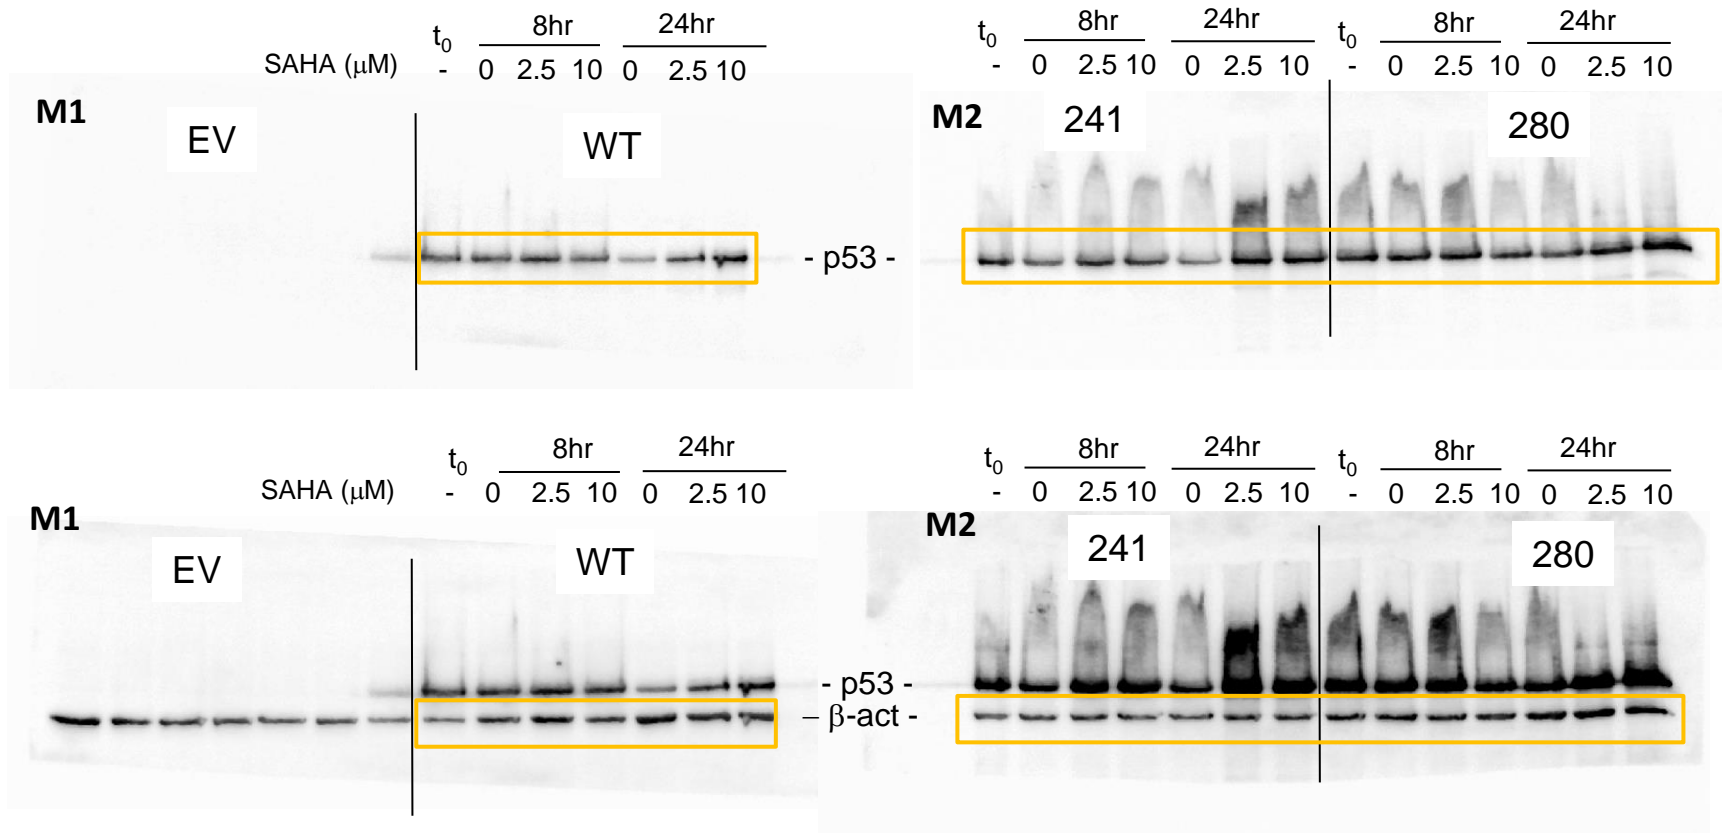 8hr 24hr
t0
SAHA (μM) - 0 2.5 10 0 2.5 10
M1
EV
WT
8hr 24hr 8hr 24hr
t0 t0
- 0 2.5 10 0 2.5 10 - 0 2.5 10 0 2.5 10
M2
241
280
- p53 -
8hr 24hr
t0
SAHA (μM) - 0 2.5 10 0 2.5 10
M1
EV
WT
8hr 24hr 8hr 24hr
t0 t0
- 0 2.5 10 0 2.5 10 - 0 2.5 10 0 2.5 10
M2
241
280
- p53 -
– β-act -